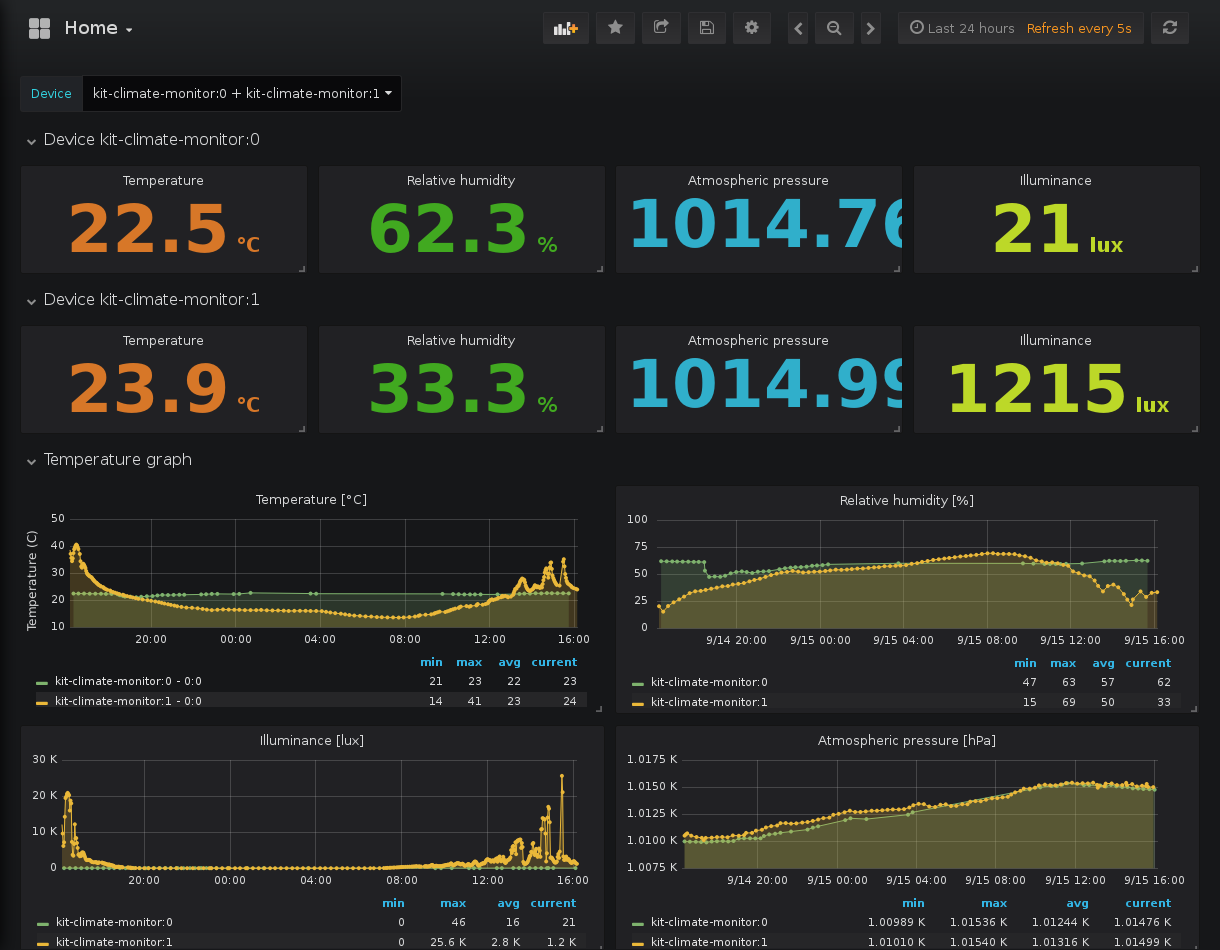 Home
Last 24 hours Refresh every 5s
Device kit-climate-monitor:0 + kit-climate-monitor:1
Device kit-climate-monitor:0
Temperature Relative humidity Atmospheric pressure Illuminance
22.5 °C 62.3 % 1014.76 21 lux
Device kit-climate-monitor:1
Temperature Relative humidity Atmospheric pressure Illuminance
23.9 °C 33.3 % 1014.99 1215 lux
Temperature graph
Temperature [°C]
Temperature (C)
50
40
30
20
10
20:00 00:00 04:00 08:00 12:00 16:00
min max avg current
kit-climate-monitor:0 - 0:0 21 23 22 23
kit-climate-monitor:1 - 0:0 14 41 23 24
Relative humidity [%]
100
75
50
25
0
9/14 20:00 9/15 00:00 9/15 04:00 9/15 08:00 9/15 12:00 9/15 16:00
min max avg current
kit-climate-monitor:0 47 63 57 62
kit-climate-monitor:1 15 69 50 33
Illuminance [lux]
30 K
20 K
10 K
0
20:00 00:00 04:00 08:00 12:00 16:00
min max avg current
kit-climate-monitor:0 0 46 16 21
kit-climate-monitor:1 0 25.6 K 2.8 K 1.2 K
Atmospheric pressure [hPa]
1.0175 K
1.0150 K
1.0125 K
1.0100 K
1.0075 K
9/14 20:00 9/15 00:00 9/15 04:00 9/15 08:00 9/15 12:00 9/15 16:00
min max avg current
kit-climate-monitor:0 1.00989 K 1.01536 K 1.01244 K 1.01476 K
kit-climate-monitor:1 1.01010 K 1.01540 K 1.01316 K 1.01499 K